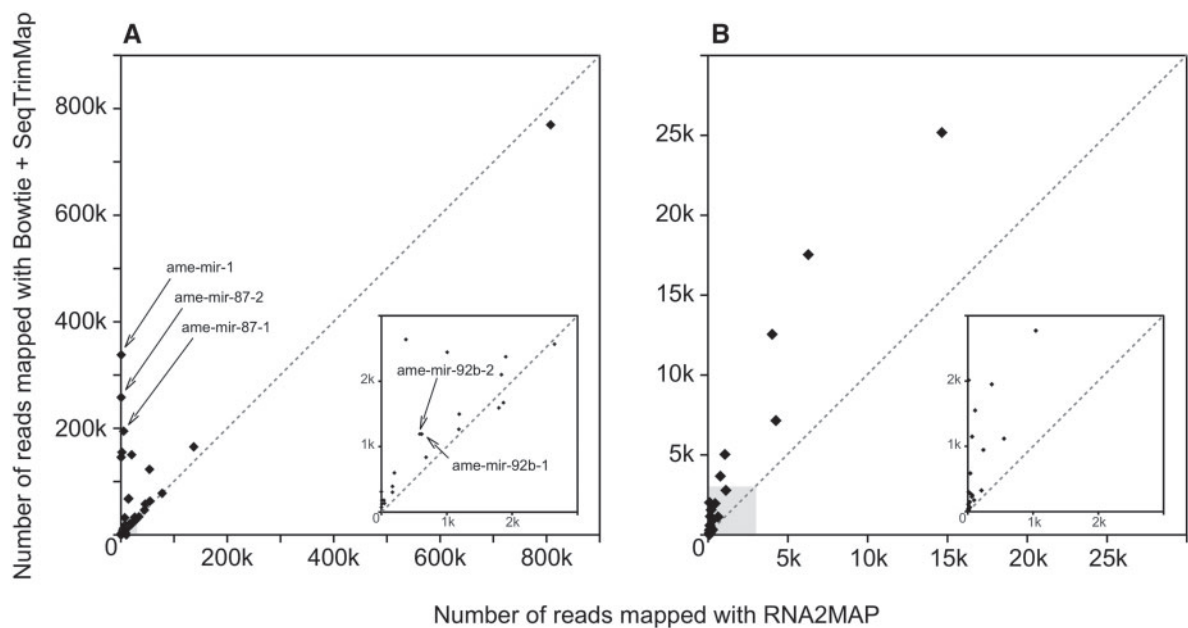 A
B
Number of reads mapped with Bowtie + SeqTrimMap
800k
600k
400k
200k
0
200k
400k
600k
800k
ame-mir-1
ame-mir-87-2
ame-mir-87-1
2k
1k
0
1k
2k
ame-mir-92b-2
ame-mir-92b-1
25k
20k
15k
10k
5k
0
5k
10k
15k
20k
25k
2k
1k
0
1k
2k
Number of reads mapped with RNA2MAP